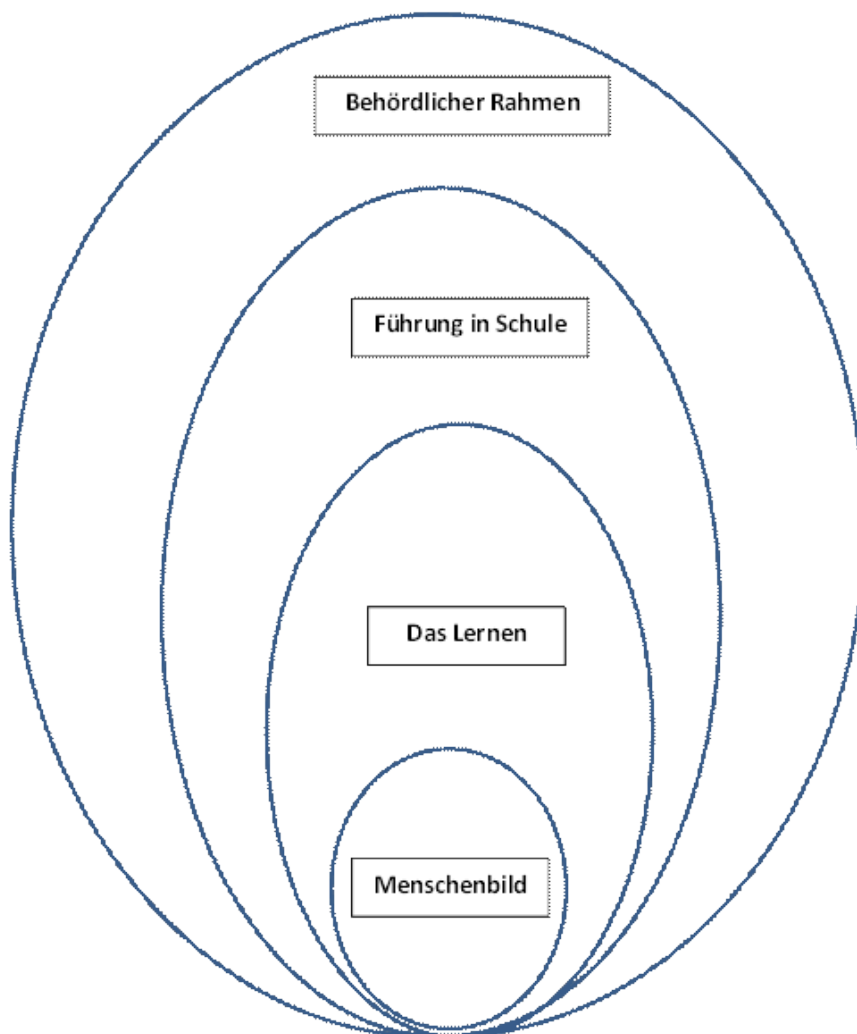 Behördlicher Rahmen
Führung in Schule
Das Lernen
Menschenbild